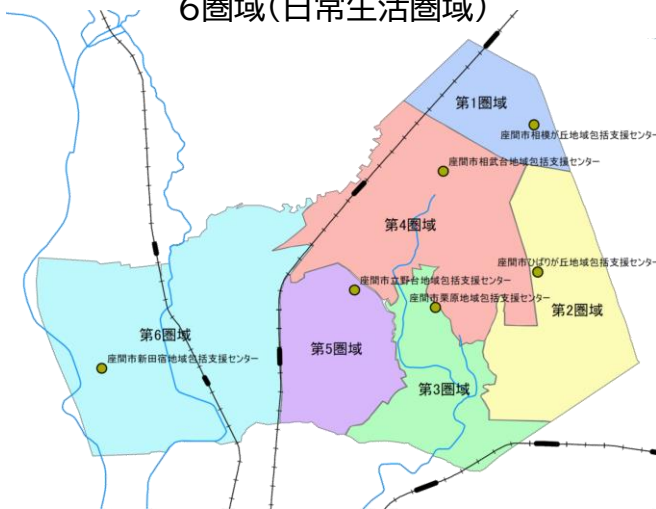 6圏域(日常生活圏域)
第1圏域
座間市相模が丘地域包括支援センター
座間市相武台地域包括支援センター
第4圏域
座間市ひばりが丘地域包括支援センター
座間市立野台地域包括支援センター
座間市栗原地域包括支援センター
第2圏域
第6圏域
第5圏域
座間市新田宿地域包括支援センター
第3圏域